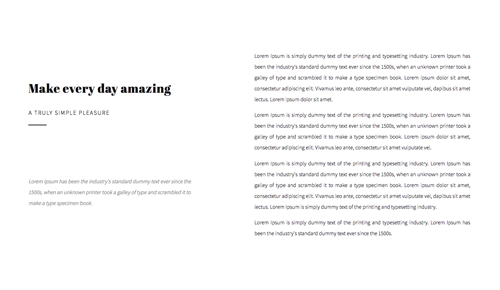 Make every day amazing
A TRULY SIMPLE PLEASURE
Lorem Ipsum has been the industry's standard dummy text ever since the
1500s, when an unknown printer took a galley of type and scrambled it to
make a type specimen book.
Lorem Ipsum is simply dummy text of the printing and typesetting industry. Lorem Ipsum has
been the industry's standard dummy text ever since the 1500s, when an unknown printer took a
galley of type and scrambled it to make a type specimen book. Lorem ipsum dolor sit amet,
consectetur adipiscing elit. Vivamus leo ante, consectetur sit amet vulputate vel, dapibus sit amet
lectus. Lorem Ipsum dolor sit amet.
Lorem Ipsum is simply dummy text of the printing and typesetting industry. Lorem Ipsum has
been the industry's standard dummy text ever since the 1500s, when an unknown printer took a
galley of type and scrambled it to make a type specimen book. Lorem ipsum dolor sit amet,
consectetur adipiscing elit. Vivamus leo ante, consectetur sit amet vulputate vel.
Lorem Ipsum is simply dummy text of the printing and typesetting industry. Lorem Ipsum has
been the industry's standard dummy text ever since the 1500s, when an unknown printer took a
galley of type and scrambled it to make a type specimen book. Lorem ipsum dolor sit amet,
consectetur adipiscing elit. Vivamus leo ante, consectetur sit amet vulputate vel, dapibus sit amet
lectus. Lorem Ipsum is simply dummy text of the printing and typesetting industry.
Lorem Ipsum is simply dummy text of the printing and typesetting industry. Lorem Ipsum has
been the industry's standard dummy text ever since the 1500s.